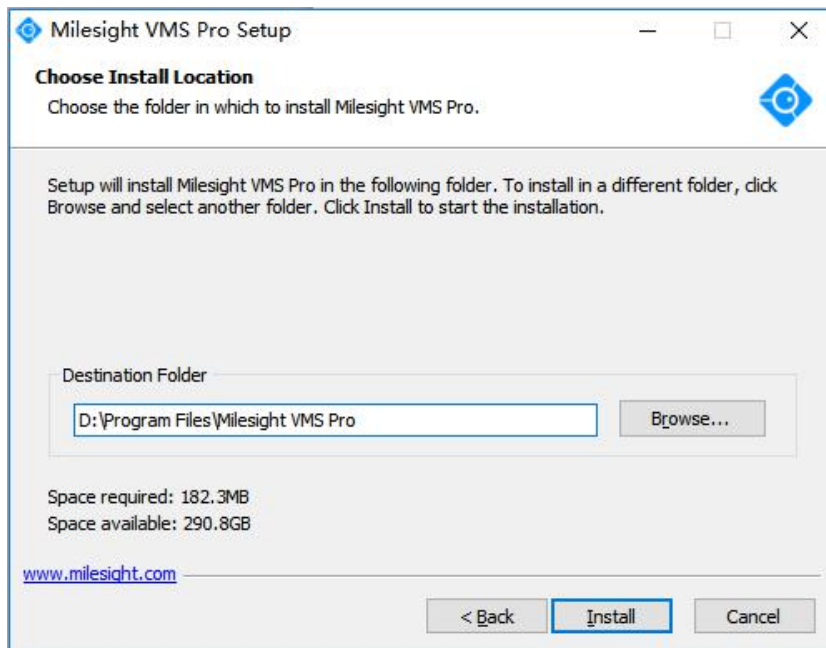 Milesight VMS Pro Setup
Choose Install Location
Choose the folder in which to install Milesight VMS Pro.
Setup will install Milesight VMS Pro in the following folder. To install in a different folder, click
Browse and select another folder. Click Install to start the installation.
Destination Folder
D:\Program Files\Milesight VMS Pro
Browse...
Space required: 182.3MB
Space available: 290.8GB
www.milesight.com
< Back
Install
Cancel